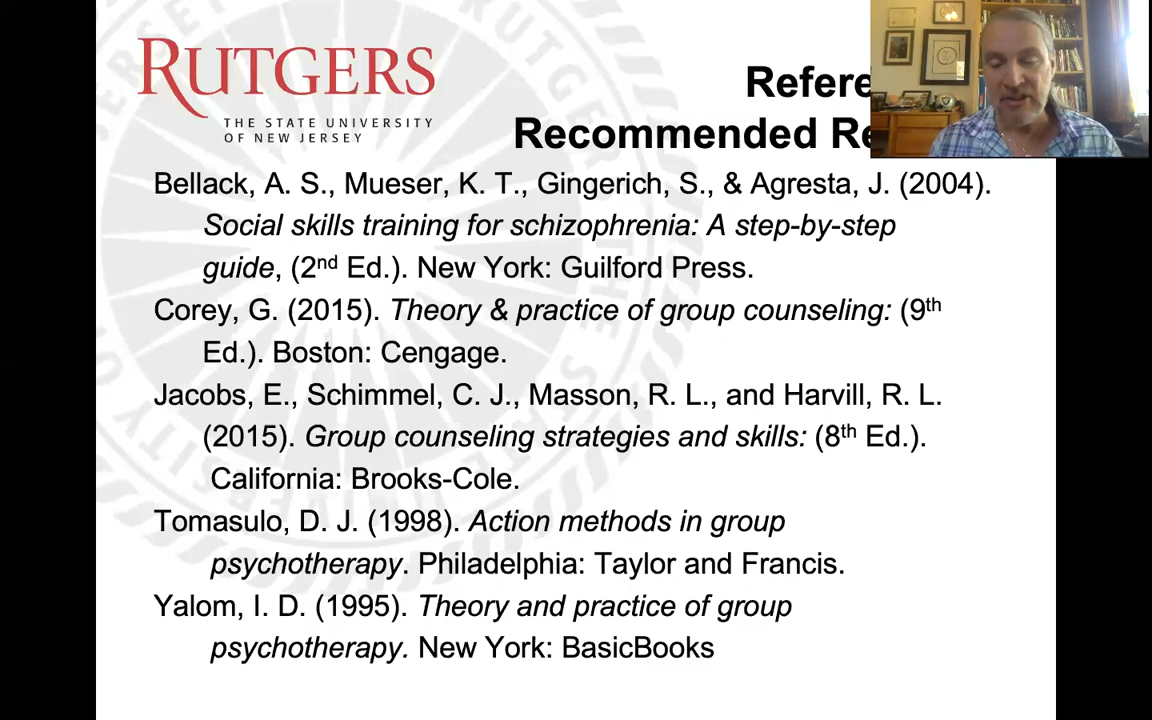 RUTGERS
THE STATE UNIVERSITY
OF NEW JERSEY
Refere
Recommended Re
Bellack, A. S., Mueser, K. T., Gingerich, S., & Agresta, J. (2004).
Social skills training for schizophrenia: A step-by-step
guide, (2nd Ed.). New York: Guilford Press.
Corey, G. (2015). Theory & practice of group counseling: (9th
Ed.). Boston: Cengage.
Jacobs, E., Schimmel, C. J., Masson, R. L., and Harvill, R. L.
(2015). Group counseling strategies and skills: (8th Ed.).
California: Brooks-Cole.
Tomasulo, D. J. (1998). Action methods in group
psychotherapy. Philadelphia: Taylor and Francis.
Yalom, I. D. (1995). Theory and practice of group
psychotherapy. New York: BasicBooks